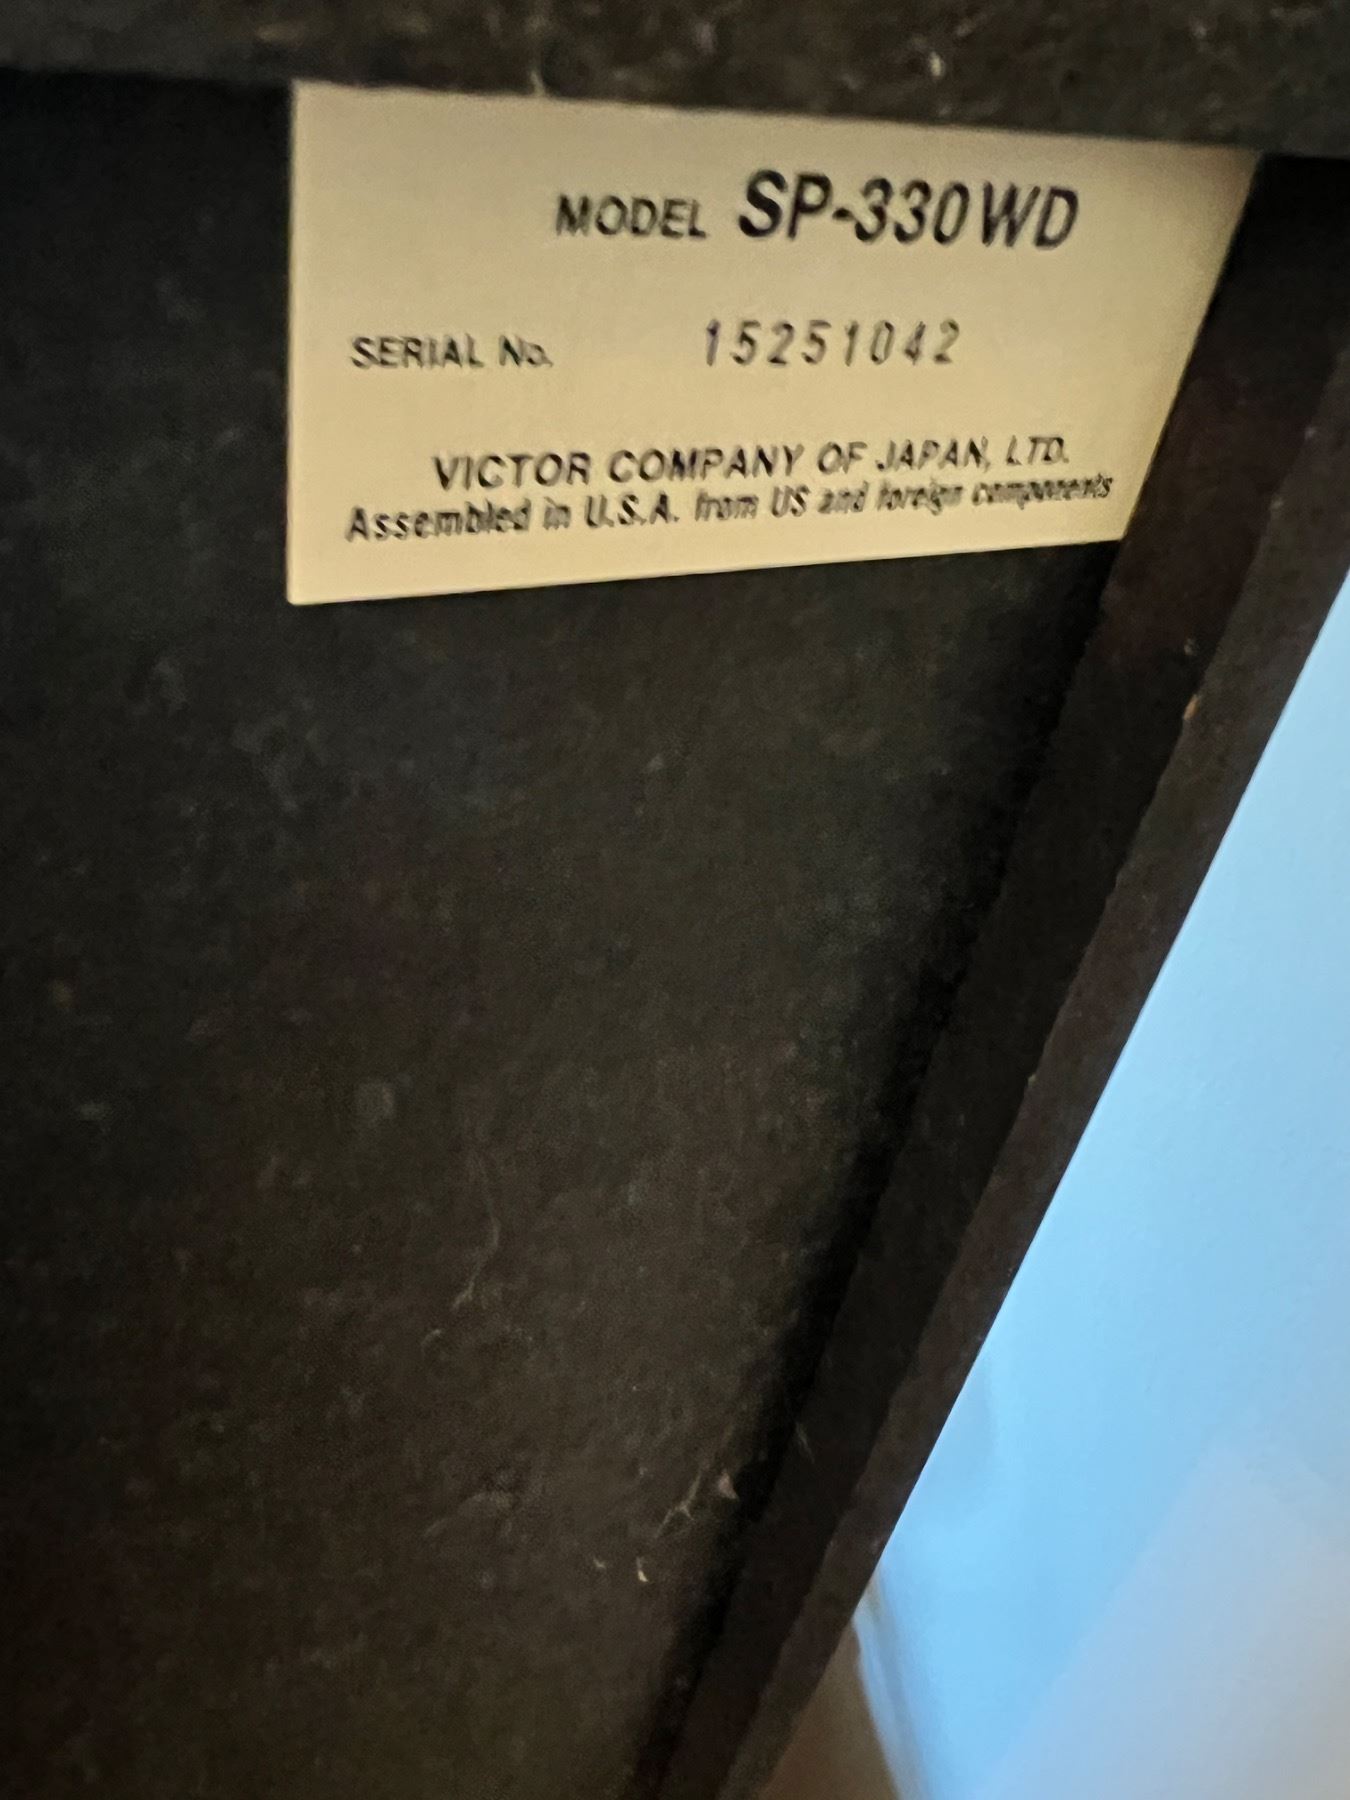 MODEL SP-330WD
SERIAL No. 15251042
VICTOR COMPANY OF JAPAN, LTD.
Assembled in U.S.A. from US and foreign components